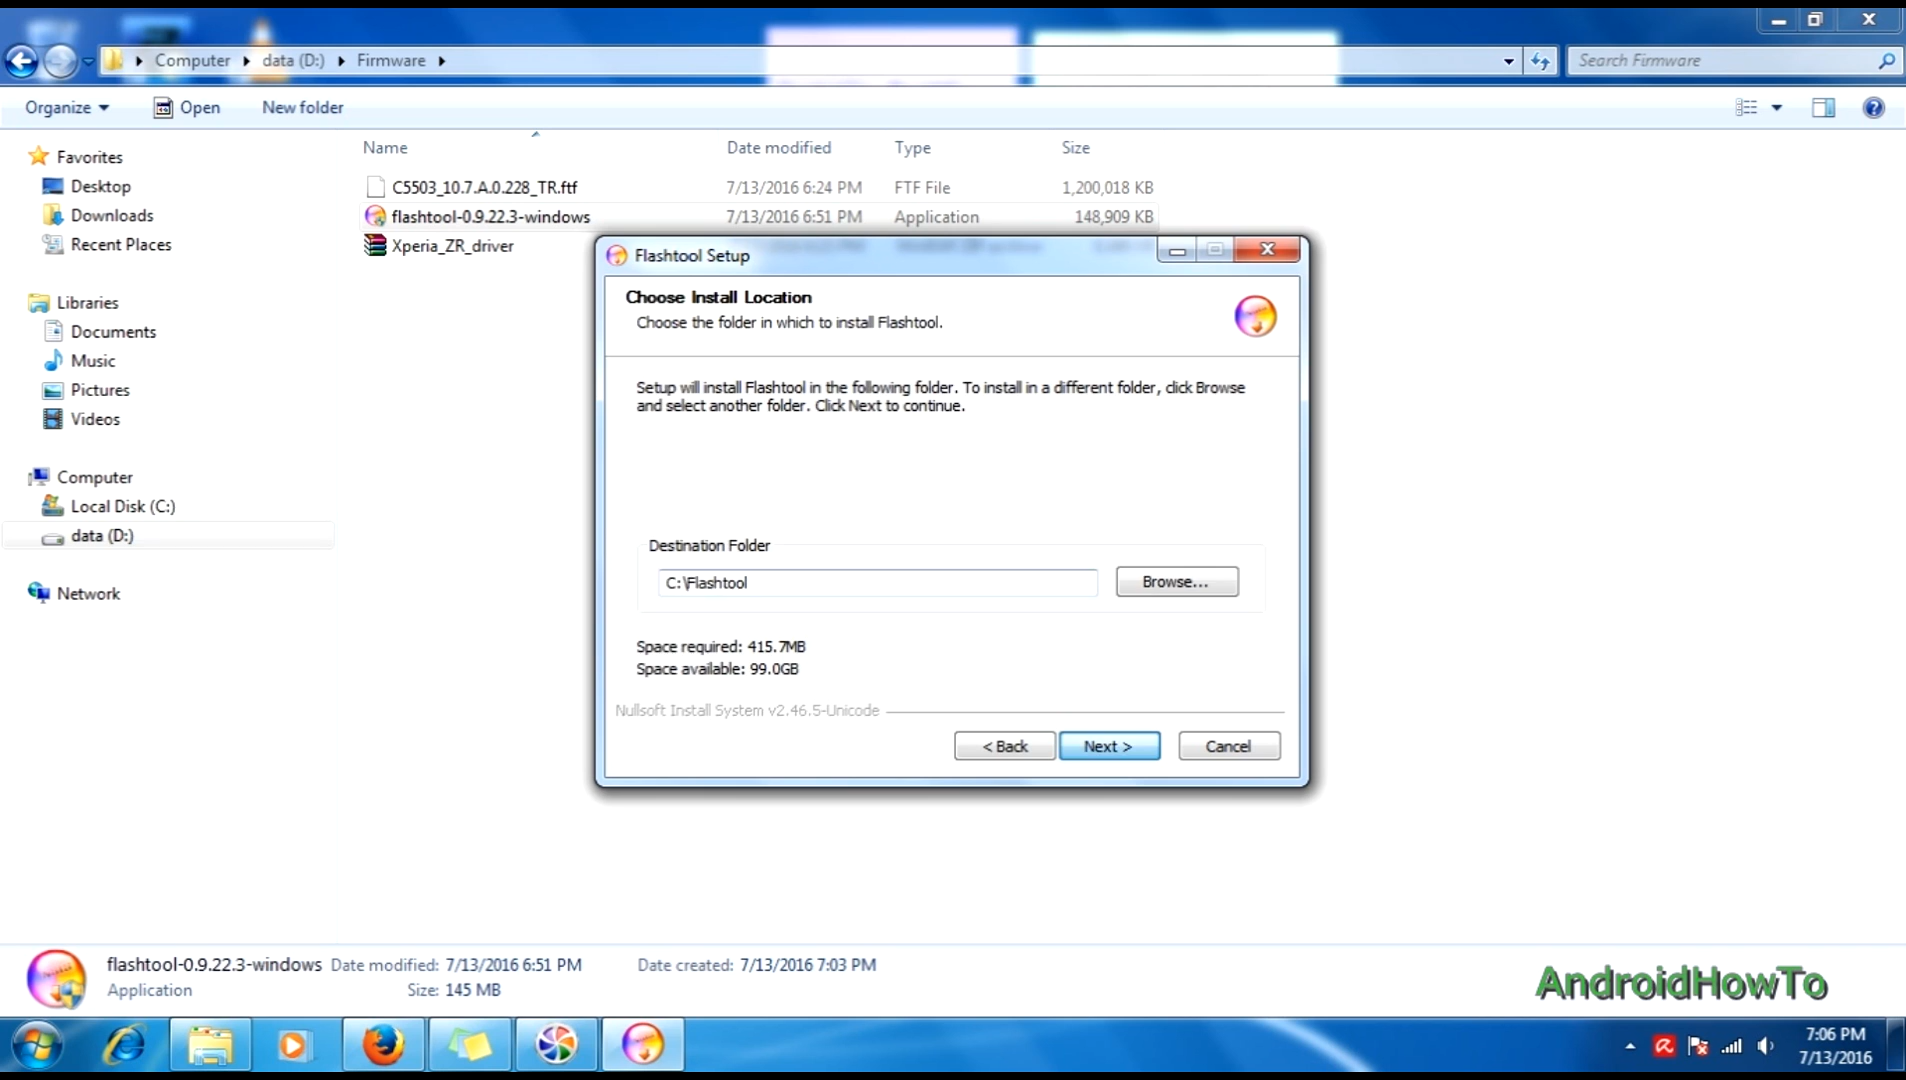 Computer data (D:) Firmware
Search Firmware
Organize Open New folder
Name Date modified Type Size
C5503_10.7.A.0.228_TR.ftf 7/13/2016 6:24 PM FTF File 1,200,018 KB
flashtool-0.9.22.3-windows 7/13/2016 6:51 PM Application 148,909 KB
Xperia_ZR_driver
Favorites
Desktop
Downloads
Recent Places
Libraries
Documents
Music
Pictures
Videos
Computer
Local Disk (C:)
data (D:)
Network
Flashtool Setup
Choose Install Location
Choose the folder in which to install Flashtool.
Setup will install Flashtool in the following folder. To install in a different folder, click Browse
and select another folder. Click Next to continue.
Destination Folder
C:\Flashtool
Browse...
Space required: 415.7MB
Space available: 99.0GB
Nullsoft Install System v2.46.5-Unicode
< Back Next > Cancel
flashtool-0.9.22.3-windows Date modified: 7/13/2016 6:51 PM Date created: 7/13/2016 7:03 PM
Application Size: 145 MB
AndroidHowTo
7:06 PM
7/13/2016